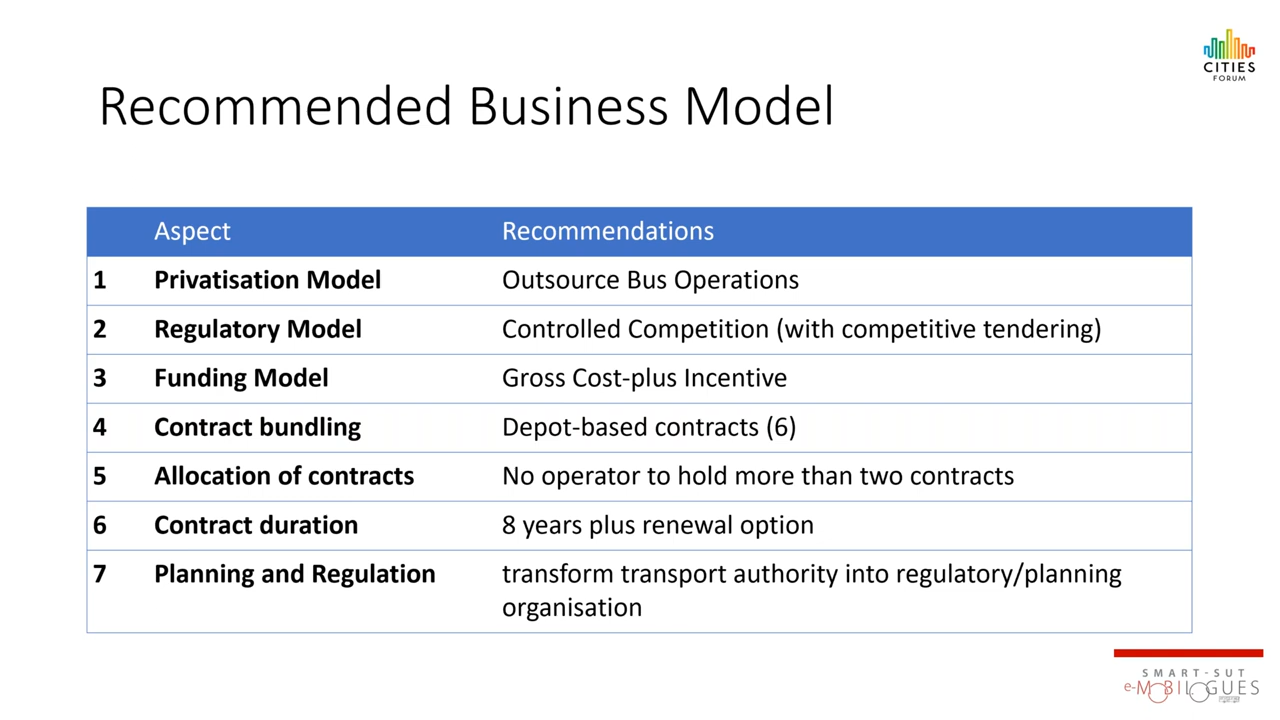 CITIES
FORUM
Recommended Business Model
Aspect Recommendations
1 Privatisation Model Outsource Bus Operations
2 Regulatory Model Controlled Competition (with competitive tendering)
3 Funding Model Gross Cost-plus Incentive
4 Contract bundling Depot-based contracts (6)
5 Allocation of contracts No operator to hold more than two contracts
6 Contract duration 8 years plus renewal option
7 Planning and Regulation transform transport authority into regulatory/planning
organisation
SMART-SUT
e-MOBILOGUES